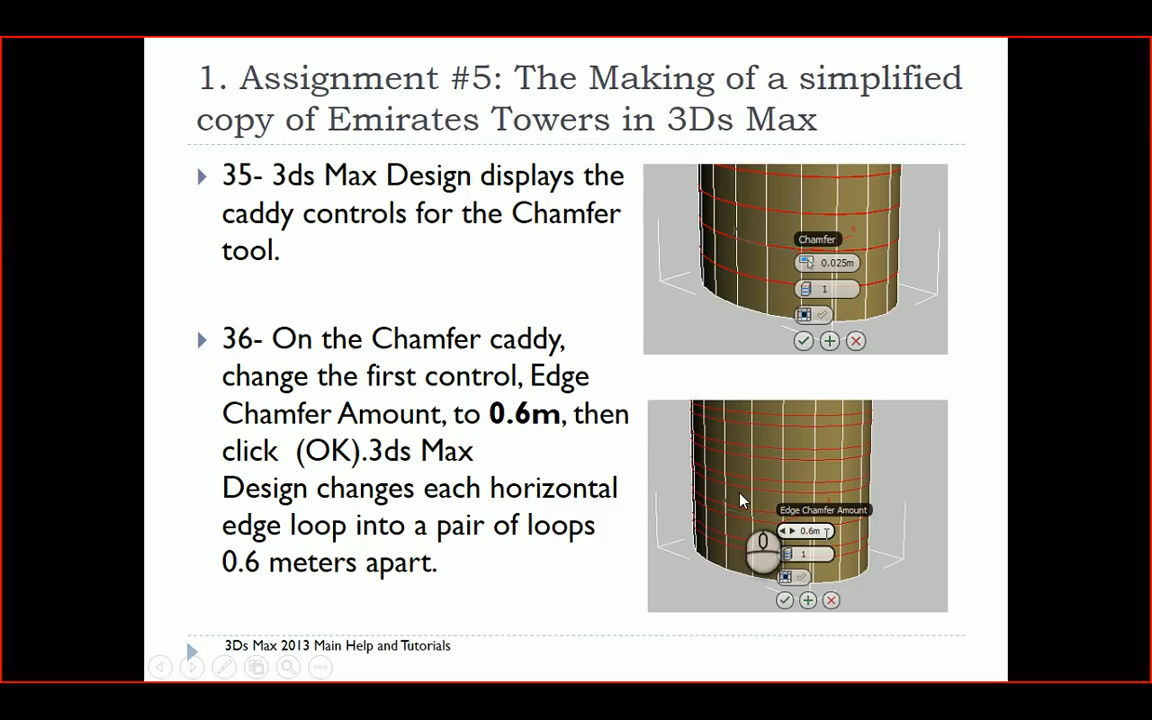 1. Assignment #5: The Making of a simplified
copy of Emirates Towers in 3Ds Max
35- 3ds Max Design displays the
caddy controls for the Chamfer
tool.
Chamfer
0.025m
1
36- On the Chamfer caddy,
change the first control, Edge
Chamfer Amount, to 0.6m, then
click (OK).3ds Max
Design changes each horizontal
edge loop into a pair of loops
0.6 meters apart.
Edge Chamfer Amount
0.6m
1
3Ds Max 2013 Main Help and Tutorials